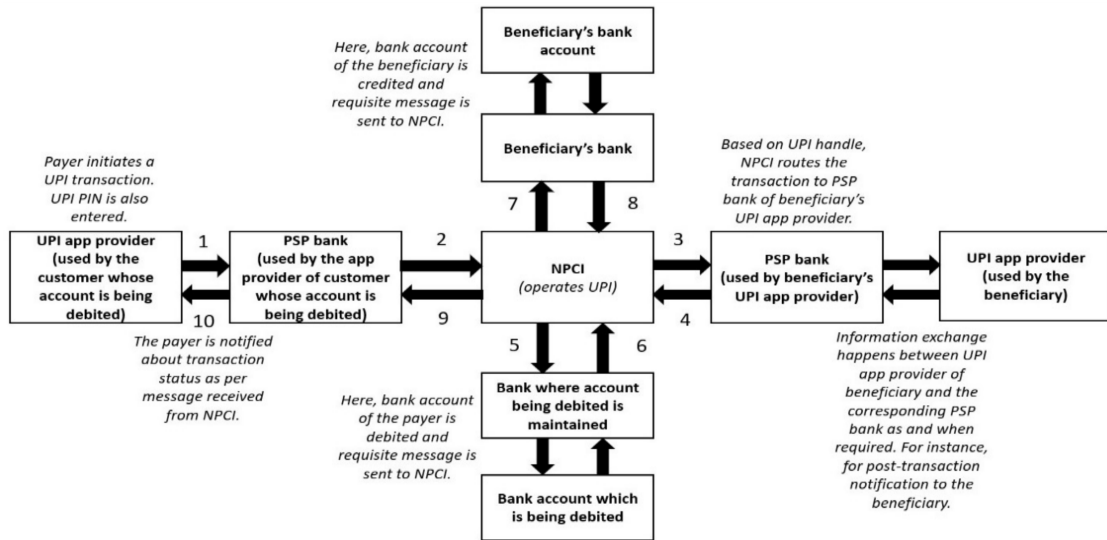 Beneficiary’s bank
account
Here, bank account
of the beneficiary is
credited and
requisite message is
sent to NPCI.
Beneficiary’s bank
Payer initiates a
UPI transaction.
UPI PIN is also
entered.
Based on UPI handle,
NPCI routes the
transaction to PSP
bank of beneficiary’s
UPI app provider.
7
8
UPI app provider
(used by the
customer whose
account is being
debited)
1
10
PSP bank
(used by the app
provider of customer
whose account is
being debited)
2
9
NPCI
(operates UPI)
3
4
PSP bank
(used by beneficiary’s
UPI app provider)
UPI app provider
(used by the
beneficiary)
The payer is notified
about transaction
status as per
message received
from NPCI.
5
6
Information exchange
happens between UPI
app provider of
beneficiary and the
corresponding PSP
bank as and when
required. For instance,
for post-transaction
notification to the
beneficiary.
Bank where account
being debited is
maintained
Here, bank account
of the payer is
debited and
requisite message is
sent to NPCI.
Bank account which
is being debited